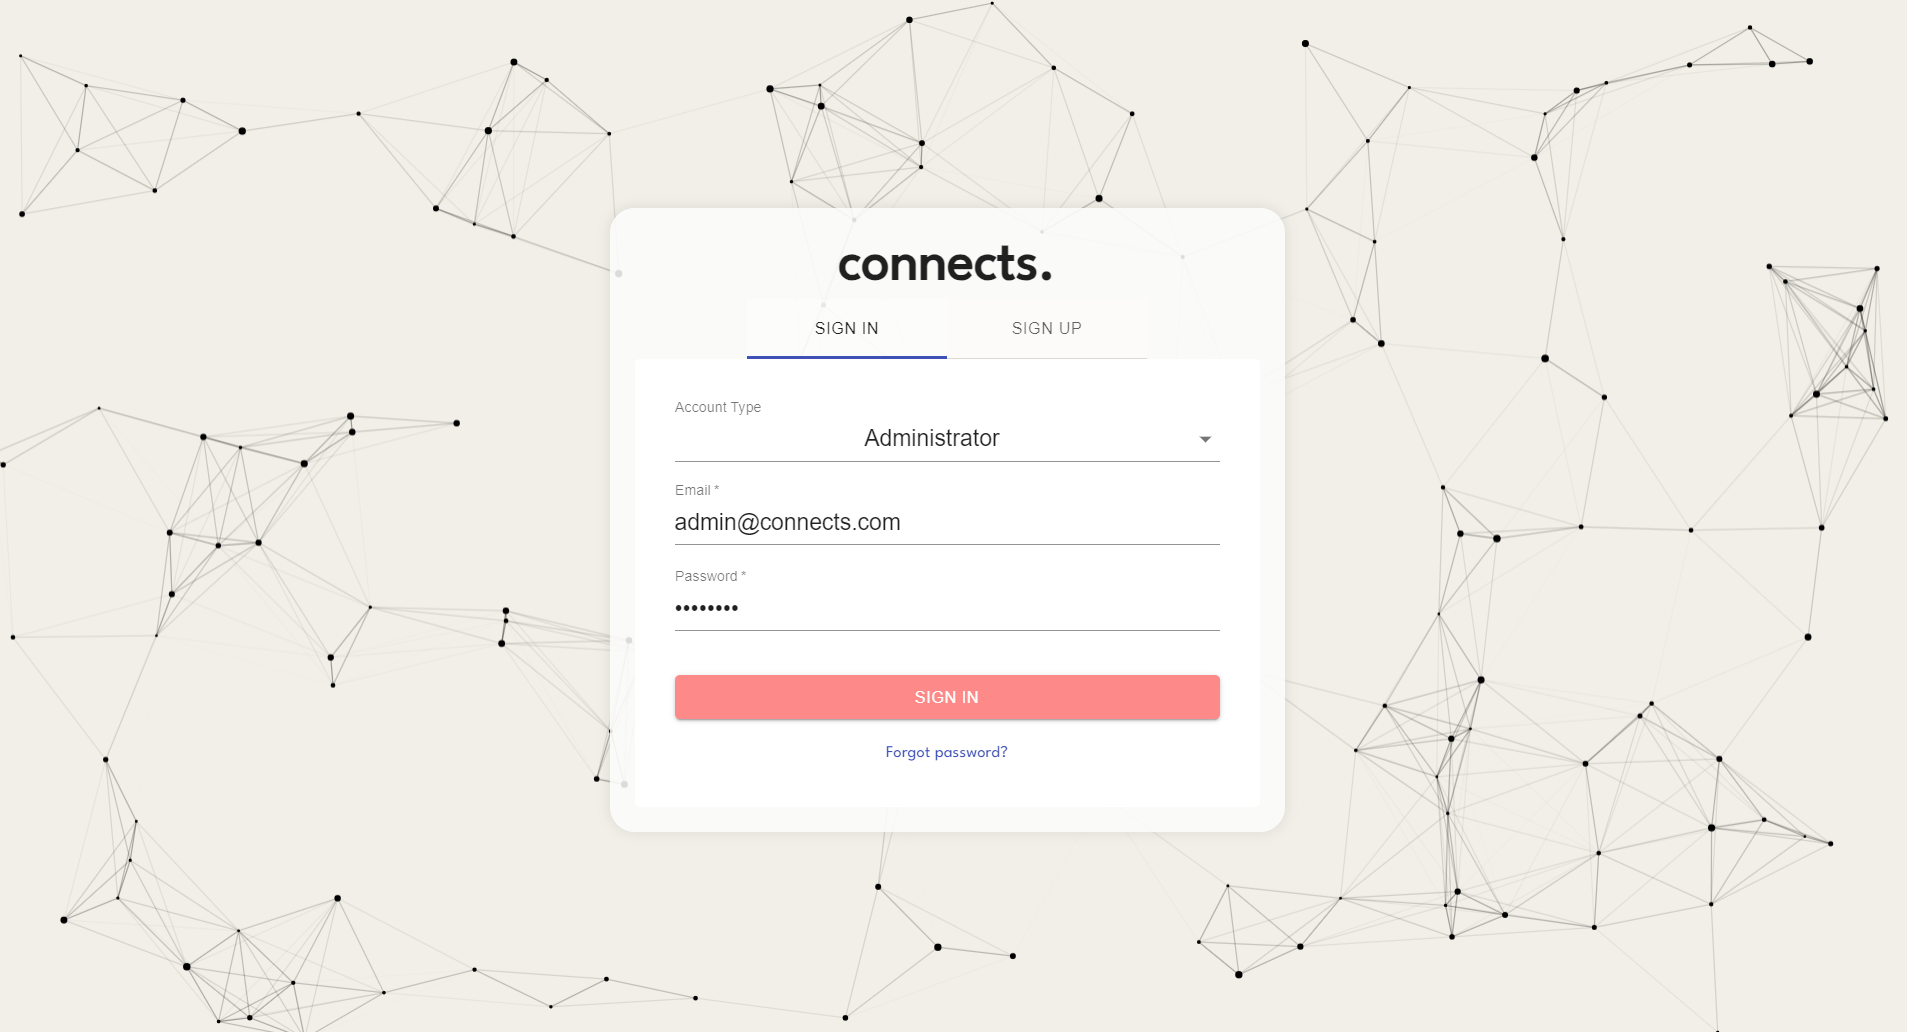 connects.
SIGN IN
SIGN UP
Account Type
Administrator
Email *
admin@connects.com
Password *
••••••••
SIGN IN
Forgot password?